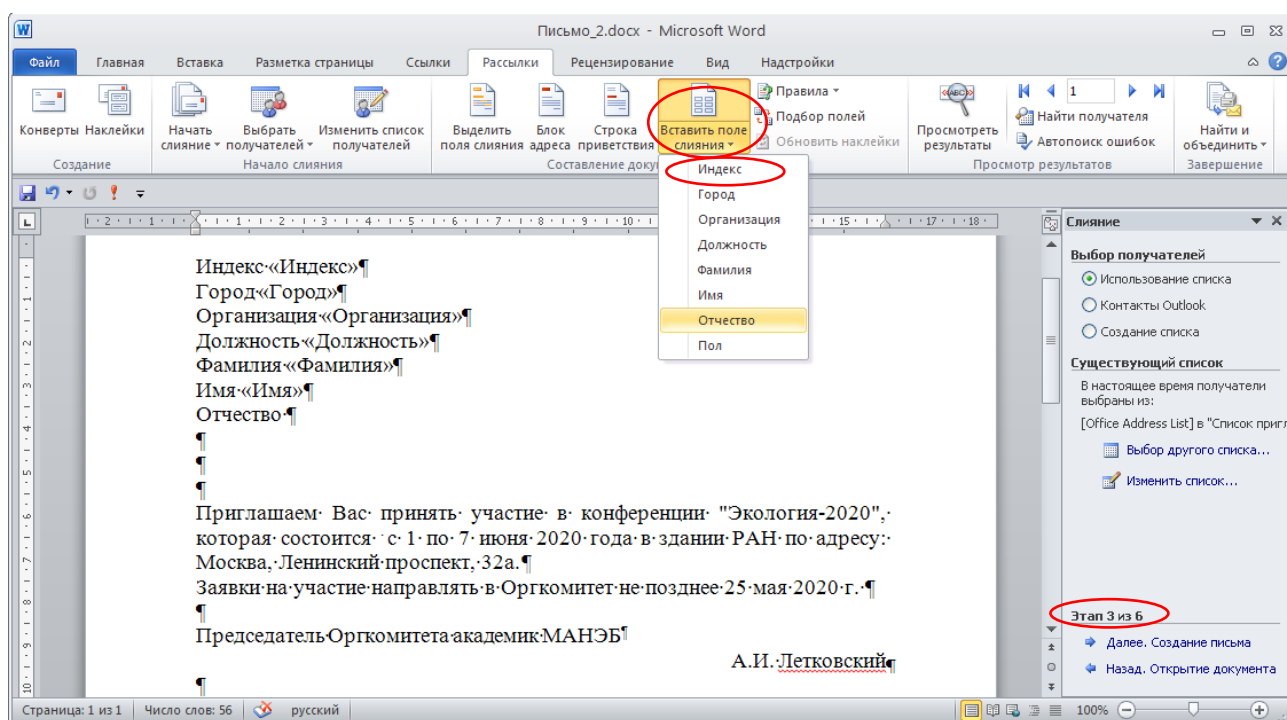 Письмо_2.docx - Microsoft Word
Файл Главная Вставка Разметка страницы Ссылки Рассылки Рецензирование Вид Надстройки
Конверты Наклейки
Создание
Начать слияние
Выбрать получателей
Изменить список получателей
Начало слияния
Выделить поля слияния
Блок адреса
Строка приветствия
Вставить поле слияния
Правила
Подбор полей
Обновить наклейки
Составление доку
Просмотреть результаты
1
Найти получателя
Автопоиск ошибок
Просмотр результатов
Найти и объединить
Завершение
Индекс
Город
Организация
Должность
Фамилия
Имя
Отчество
Пол
Индекс·«Индекс»¶
Город«Город»¶
Организация·«Организация»¶
Должность·«Должность»¶
Фамилия·«Фамилия»¶
Имя·«Имя»¶
Отчество·¶
¶
¶
¶
Приглашаем· Вас· принять· участие· в· конференции· "Экология-2020",·
которая· состоится· с· 1· по· 7· июня· 2020· года· в· здании· РАН· по· адресу:·
Москва,·Ленинский·проспект,·32а.¶
Заявки·на·участие·направлять·в·Оргкомитет·не·позднее·25·мая·2020·г.·¶
¶
Председатель·Оргкомитета·академик·МАНЭБ¶
А.И.·Летковский¶
¶
Слияние
Выбор получателей
Использование списка
Контакты Outlook
Создание списка
Существующий список
В настоящее время получатели
выбраны из:
[Office Address List] в "Список пригл
Выбор другого списка...
Изменить список...
Этап 3 из 6
Далее. Создание письма
Назад. Открытие документа
Страница: 1 из 1 Число слов: 56 русский 100%